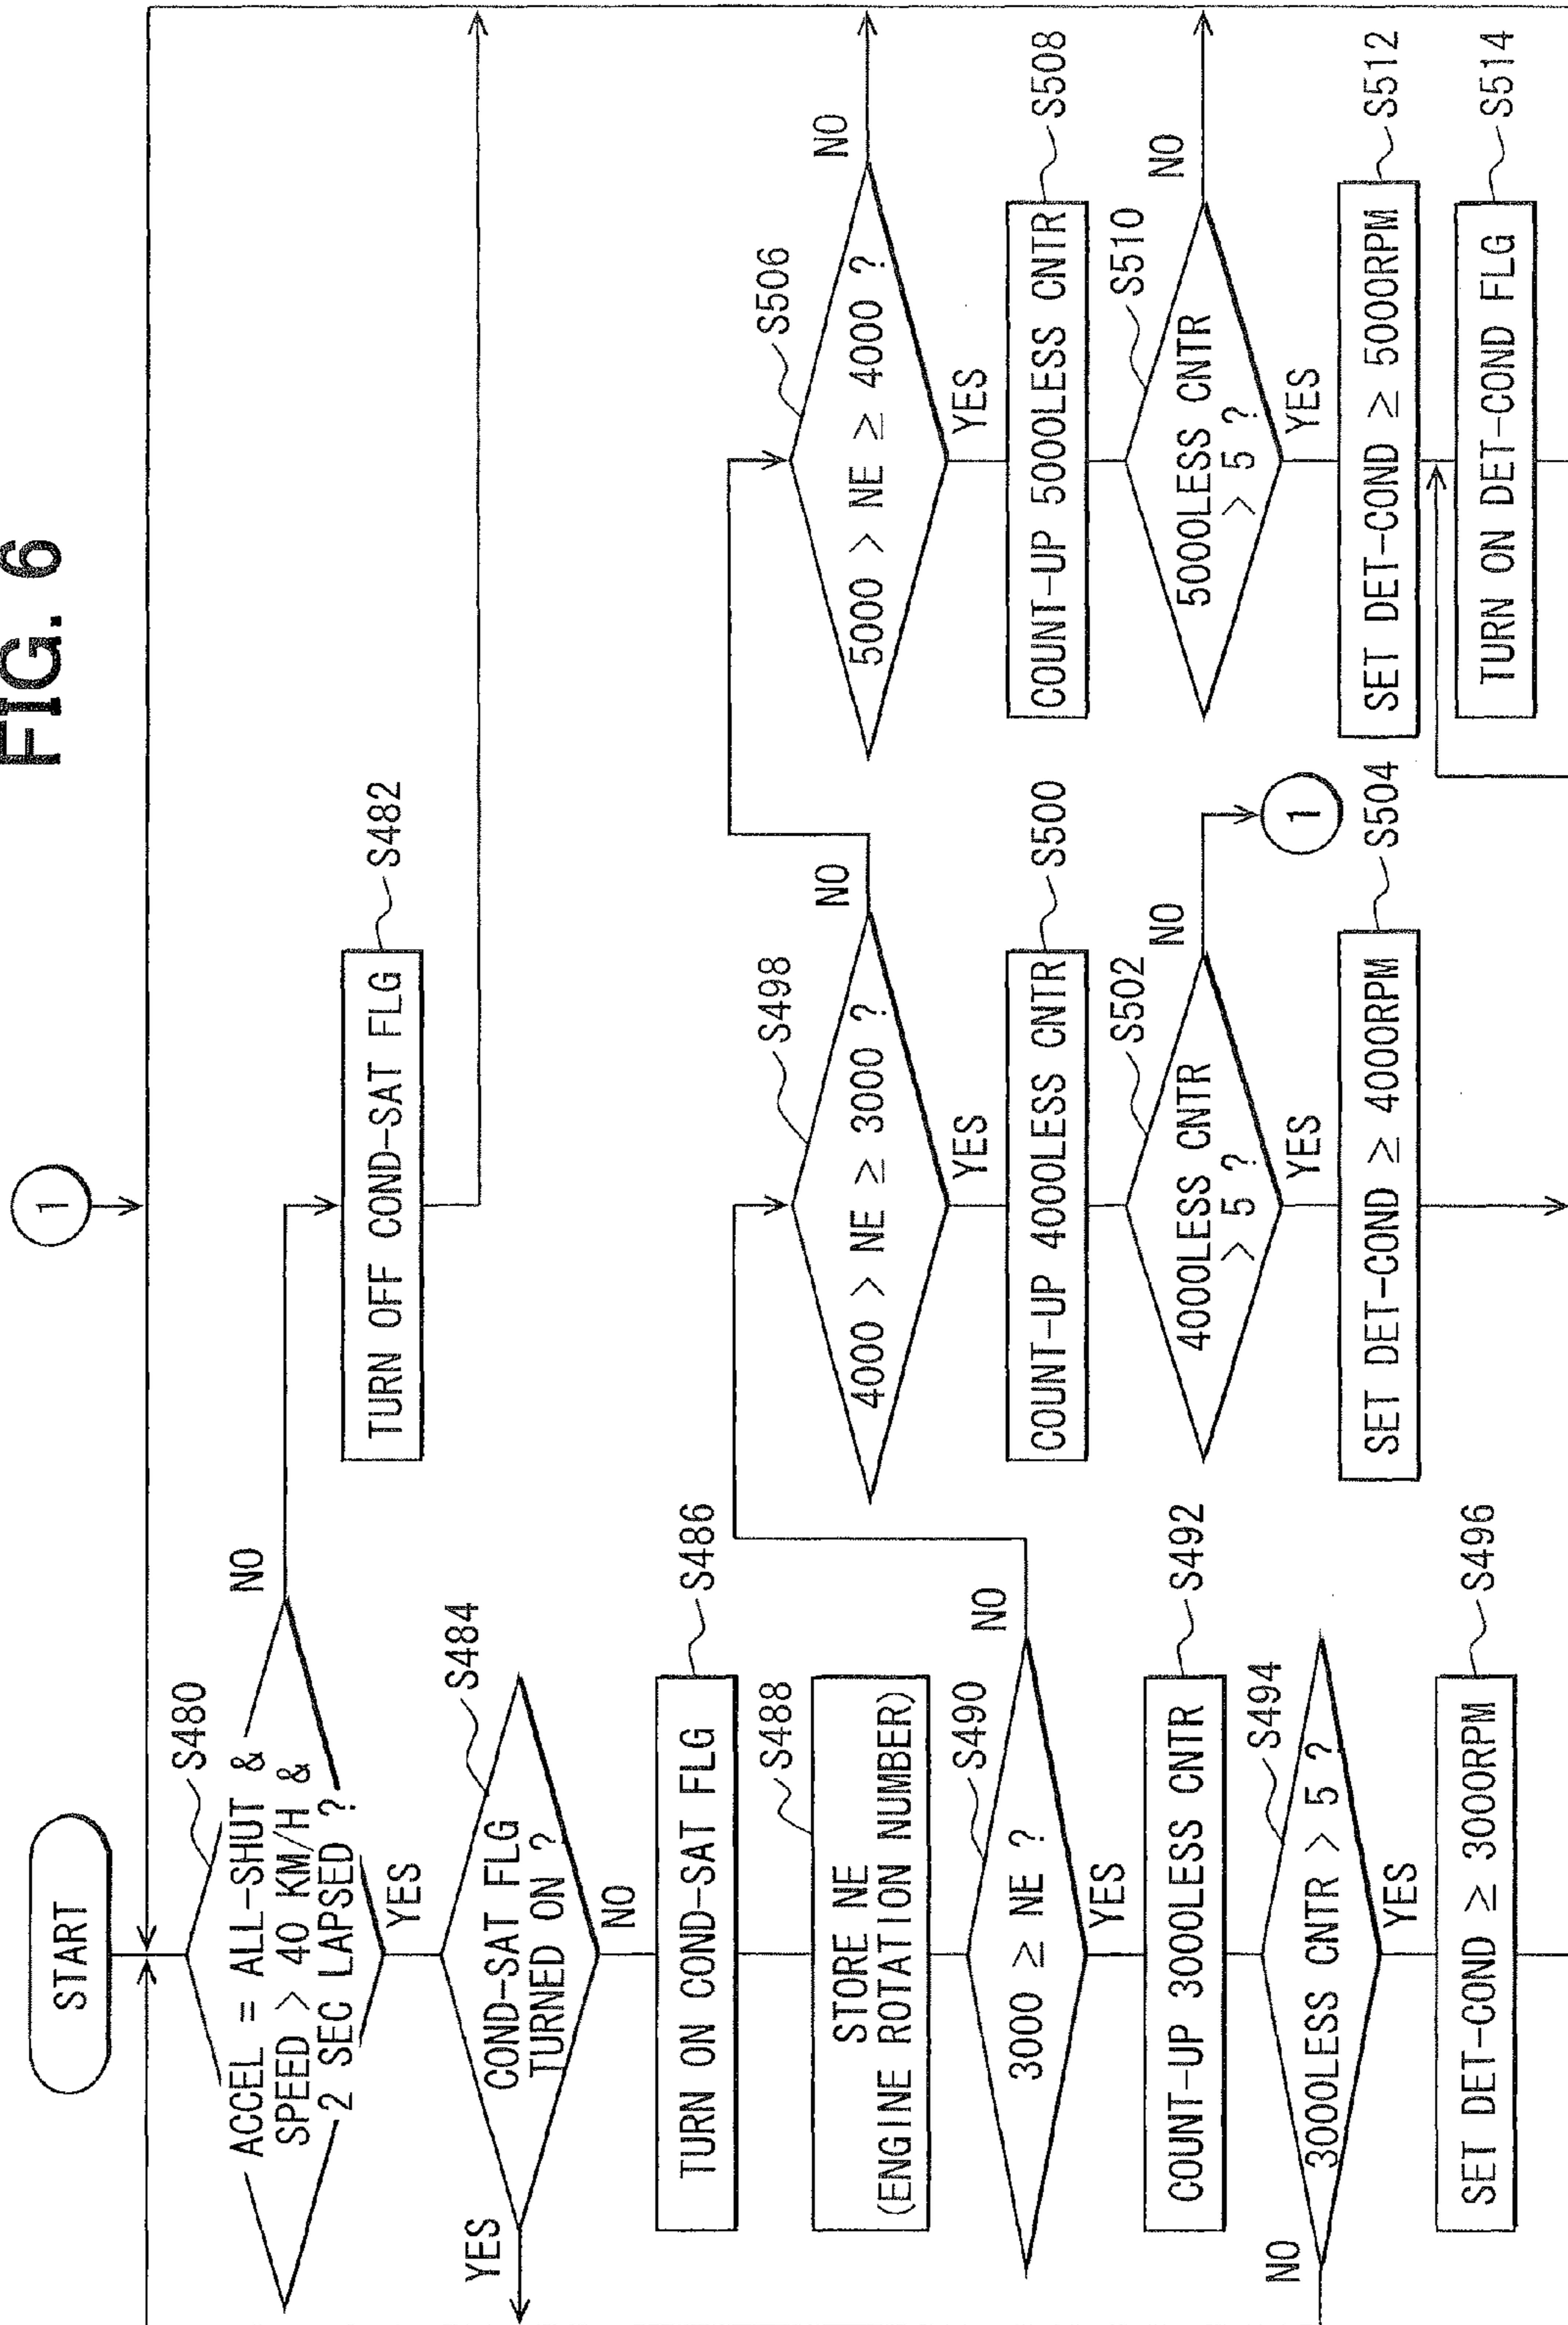 FIG. 6
START
1
ACCEL = ALL-SHUT &
SPEED > 40 KM/H &
2 SEC LAPSED ?
S480
NO
YES
TURN OFF COND-SAT FLG
S482
COND-SAT FLG
TURNED ON ?
S484
YES
NO
TURN ON COND-SAT FLG
S486
STORE NE
(ENGINE ROTATION NUMBER)
S488
3000 ≥ NE ?
S490
NO
YES
COUNT-UP 3000LESS CNTR
S492
3000LESS CNTR > 5 ?
S494
NO
YES
SET DET-COND ≥ 3000RPM
S496
4000 > NE ≥ 3000 ?
S498
NO
YES
COUNT-UP 4000LESS CNTR
S500
4000LESS CNTR
> 5 ?
S502
NO
1
YES
SET DET-COND ≥ 4000RPM
S504
5000 > NE ≥ 4000 ?
S506
NO
YES
COUNT-UP 5000LESS CNTR
S508
5000LESS CNTR
> 5 ?
S510
NO
YES
SET DET-COND ≥ 5000RPM
S512
TURN ON DET-COND FLG
S514